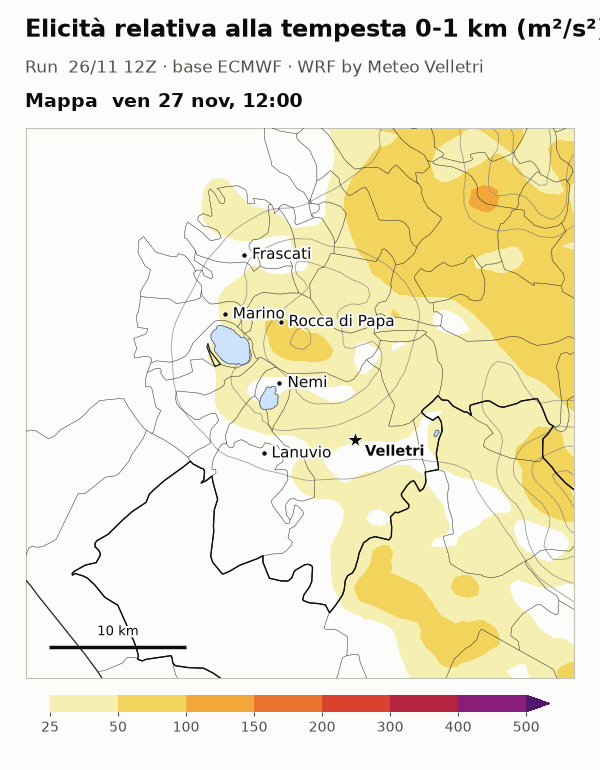 Elicità relativa alla tempesta 0-1 km (m²/s²)
Run  26/11 12Z · base ECMWF · WRF by Meteo Velletri
Mappa  ven 27 nov, 12:00
Frascati
Marino
Rocca di Papa
Nemi
Velletri
Lanuvio
10 km
25 50 100 150 200 300 400 500